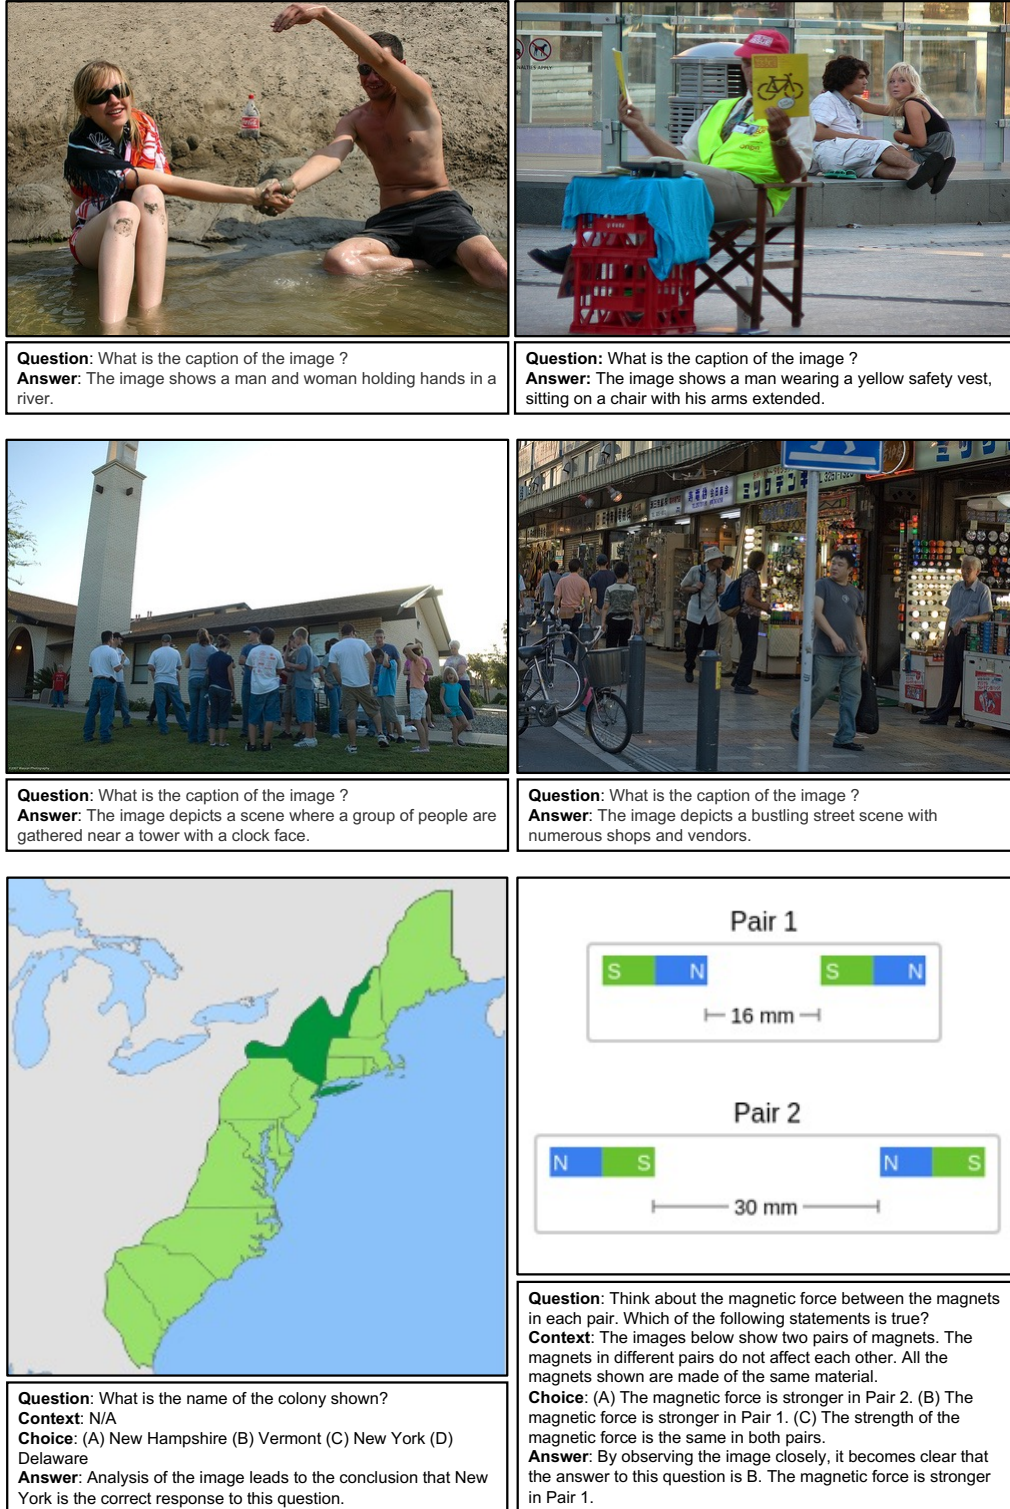 Question: What is the caption of the image ?
Answer: The image shows a man and woman holding hands in a
river.
Question: What is the caption of the image ?
Answer: The image shows a man wearing a yellow safety vest,
sitting on a chair with his arms extended.
Question: What is the caption of the image ?
Answer: The image depicts a scene where a group of people are
gathered near a tower with a clock face.
ミツワデンキ
Question: What is the caption of the image ?
Answer: The image depicts a bustling street scene with
numerous shops and vendors.
Question: What is the name of the colony shown?
Context: N/A
Choice: (A) New Hampshire (B) Vermont (C) New York (D)
Delaware
Answer: Analysis of the image leads to the conclusion that New
York is the correct response to this question.
Pair 1
S N S N
16 mm
Pair 2
N S N S
30 mm
Question: Think about the magnetic force between the magnets
in each pair. Which of the following statements is true?
Context: The images below show two pairs of magnets. The
magnets in different pairs do not affect each other. All the
magnets shown are made of the same material.
Choice: (A) The magnetic force is stronger in Pair 2. (B) The
magnetic force is stronger in Pair 1. (C) The strength of the
magnetic force is the same in both pairs.
Answer: By observing the image closely, it becomes clear that
the answer to this question is B. The magnetic force is stronger
in Pair 1.